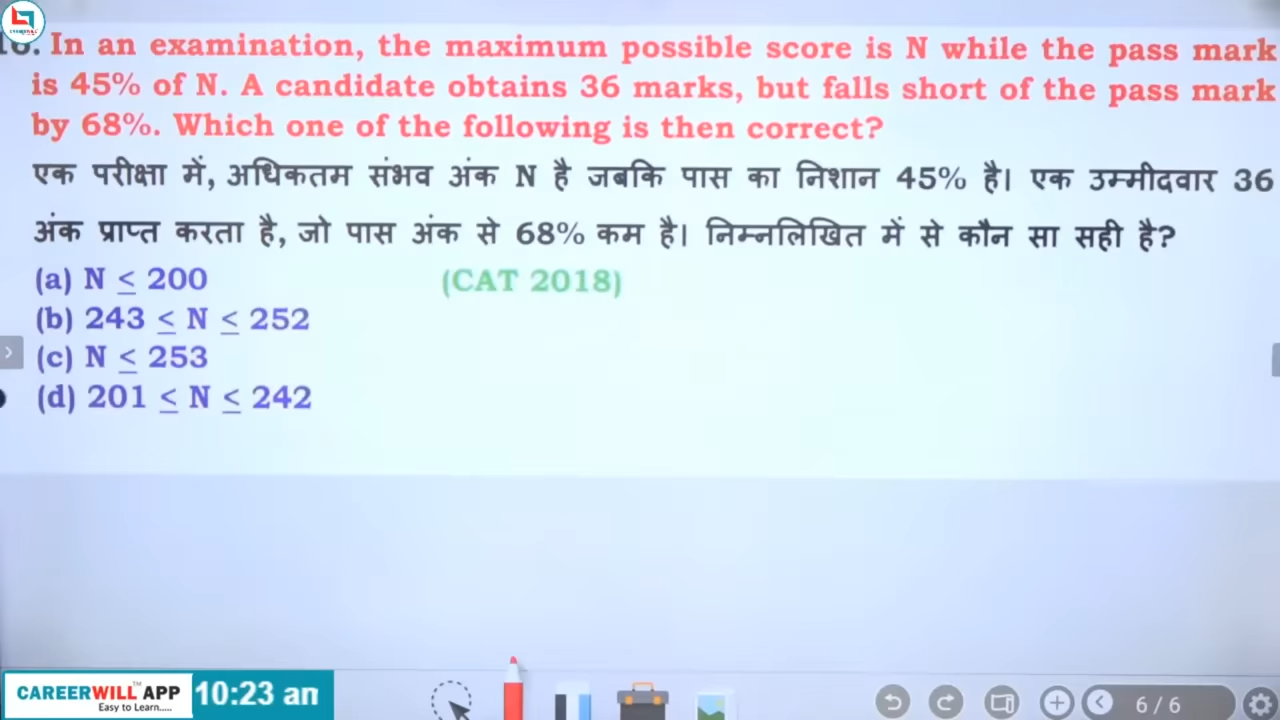 16. In an examination, the maximum possible score is N while the pass mark
is 45% of N. A candidate obtains 36 marks, but falls short of the pass mark
by 68%. Which one of the following is then correct?
एक परीक्षा में, अधिकतम संभव अंक N है जबकि पास का निशान 45% है। एक उम्मीदवार 36
अंक प्राप्त करता है, जो पास अंक से 68% कम है। निम्नलिखित में से कौन सा सही है?
(a) N ≤ 200
(CAT 2018)
(b) 243 ≤ N ≤ 252
(c) N ≤ 253
(d) 201 ≤ N ≤ 242
CAREERWILL™ APP
Easy to Learn.....
10:23 an
6 / 6